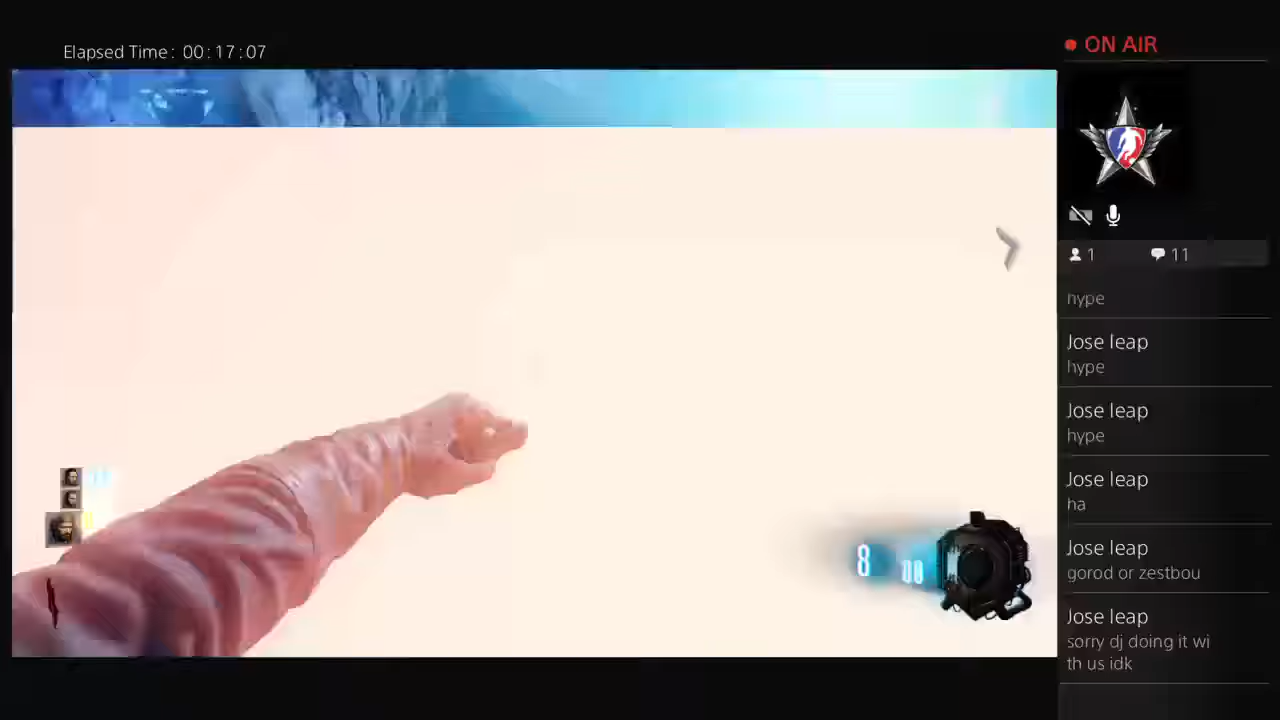 Elapsed Time: 00:17:07
ON AIR
1
11
hype
Jose leap
hype
Jose leap
hype
Jose leap
ha
Jose leap
gorod or zestbou
Jose leap
sorry dj doing it wi
th us idk
8
00